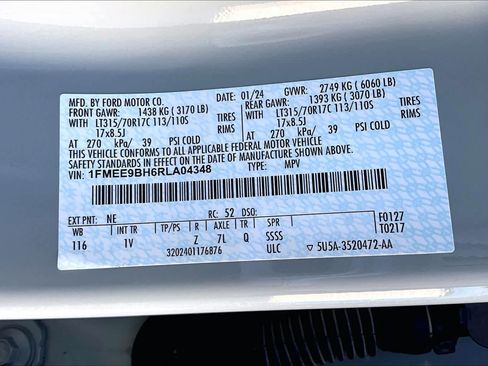 MFD. BY FORD MOTOR CO. DATE: 01/24 GVWR: 2749 KG (6060 LB)
FRONT GAWR: 1438 KG (3170 LB) REAR GAWR: 1393 KG (3070 LB)
WITH LT315/70R17C 113/110S TIRES WITH LT315/70R17C 113/110S TIRES
17x8.5J RIMS 17x8.5J RIMS
AT 270 kPa/ 39 PSI COLD AT 270 kPa/ 39 PSI COLD
THIS VEHICLE CONFORMS TO ALL APPLICABLE FEDERAL MOTOR VEHICLE
SAFETY STANDARDS IN EFFECT ON THE DATE OF MANUFACTURE SHOWN ABOVE.
VIN: 1FMEE9BH6RLA04348 TYPE: MPV
EXT PNT: NE RC: 52 DSO: F0127
WB INT TR TP/PS R AXLE TR SPR T0217
116 1V Z 7L Q SSSS
3202401176876 ULC ▽ 5U5A-3520472-AA